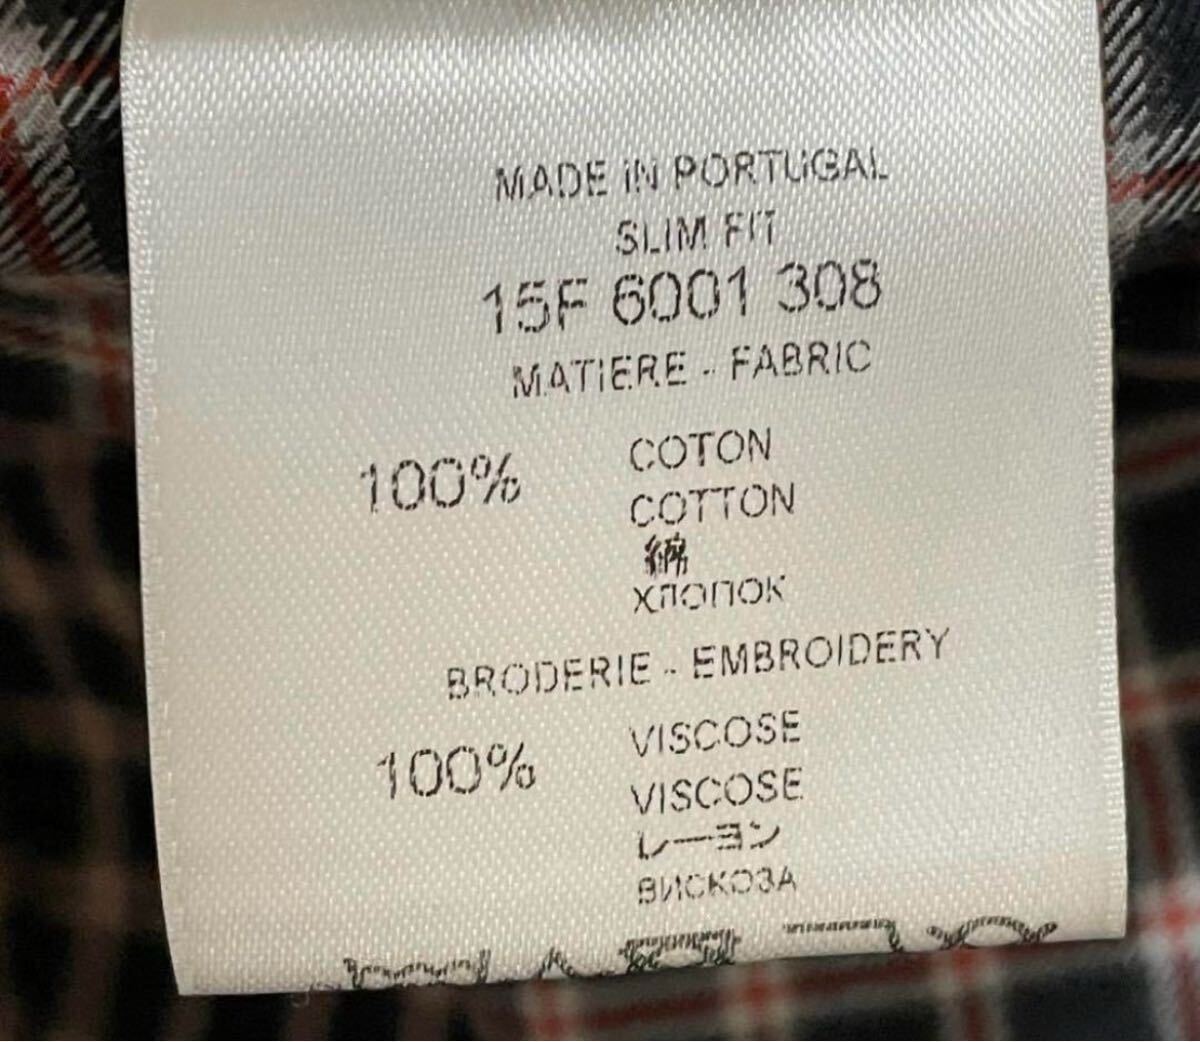 MADE IN PORTUGAL
SLIM FIT
15F 6001 308
MATIERE - FABRIC
100% COTON
COTTON
綿
ХЛОПОК
BRODERIE - EMBROIDERY
100% VISCOSE
VISCOSE
レーヨン
ВИСКОЗА